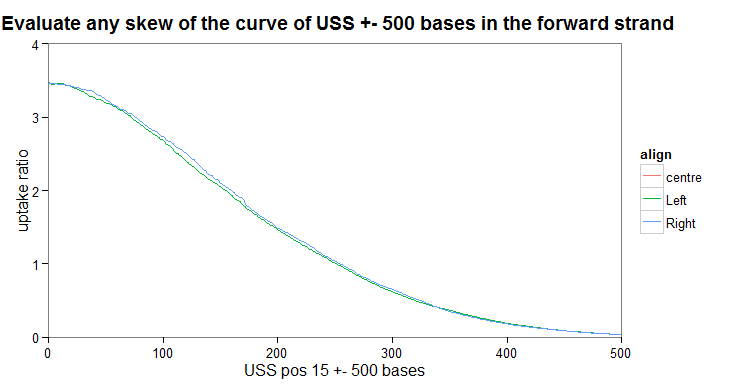 Evaluate any skew of the curve of USS +- 500 bases in the forward strand
4
3
2
1
0
uptake ratio
0 100 200 300 400 500
USS pos 15 +- 500 bases
align
centre
Left
Right